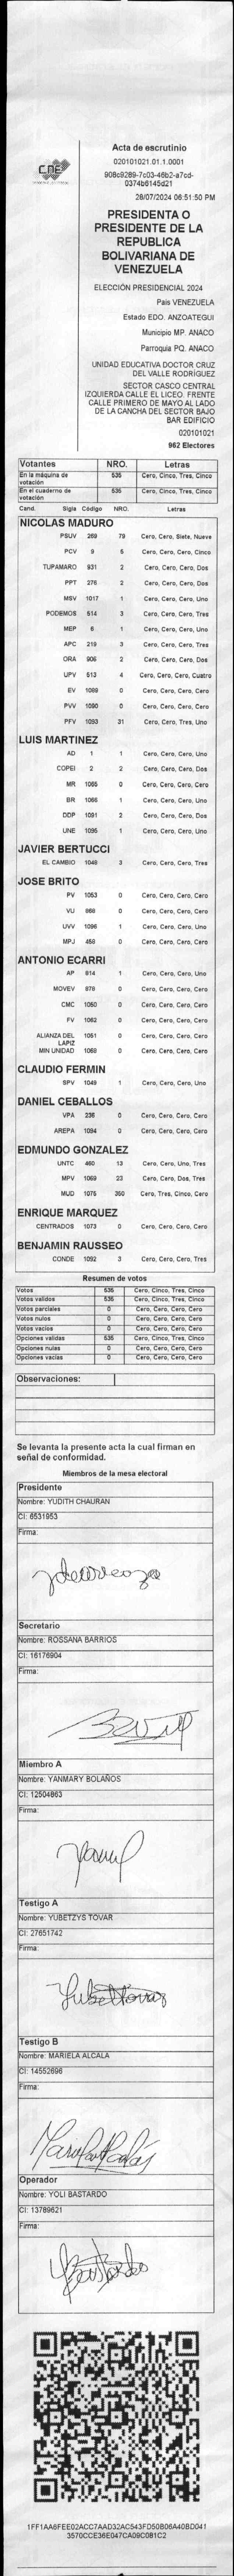 CNE
Acta de escrutinio
020101021.01.1.0001
908c9289-7c03-46b2-a7cd-
0374b6145d21
28/07/2024 06:51:50 PM
PRESIDENTA O
PRESIDENTE DE LA
REPUBLICA
BOLIVARIANA DE
VENEZUELA
ELECCIÓN PRESIDENCIAL 2024
Pais VENEZUELA
Estado EDO. ANZOATEGUI
Municipio MP. ANACO
Parroquia PQ. ANACO
UNIDAD EDUCATIVA DOCTOR CRUZ
DEL VALLE RODRÍGUEZ
SECTOR CASCO CENTRAL
IZQUIERDA CALLE EL LICEO. FRENTE
CALLE PRIMERO DE MAYO AL LADO
DE LA CANCHA DEL SECTOR BAJO
BAR EDIFICIO
020101021
962 Electores
Votantes NRO. Letras
En la máquina de votación 535 Cero, Cinco, Tres, Cinco
En el cuaderno de votación 535 Cero, Cinco, Tres, Cinco
Cand. Sigla Código NRO. Letras
NICOLAS MADURO
PSUV 269 79 Cero, Cero, Siete, Nueve
PCV 9 5 Cero, Cero, Cero, Cinco
TUPAMARO 931 2 Cero, Cero, Cero, Dos
PPT 276 2 Cero, Cero, Cero, Dos
MSV 1017 1 Cero, Cero, Cero, Uno
PODEMOS 514 3 Cero, Cero, Cero, Tres
MEP 6 1 Cero, Cero, Cero, Uno
APC 219 3 Cero, Cero, Cero, Tres
ORA 906 2 Cero, Cero, Cero, Dos
UPV 513 4 Cero, Cero, Cero, Cuatro
EV 1089 0 Cero, Cero, Cero, Cero
PVV 1090 0 Cero, Cero, Cero, Cero
PFV 1093 31 Cero, Cero, Tres, Uno
LUIS MARTINEZ
AD 1 1 Cero, Cero, Cero, Uno
COPEI 2 2 Cero, Cero, Cero, Dos
MR 1065 0 Cero, Cero, Cero, Cero
BR 1066 1 Cero, Cero, Cero, Uno
DDP 1091 2 Cero, Cero, Cero, Dos
UNE 1095 1 Cero, Cero, Cero, Uno
JAVIER BERTUCCI
EL CAMBIO 1048 3 Cero, Cero, Cero, Tres
JOSE BRITO
PV 1053 0 Cero, Cero, Cero, Cero
VU 868 0 Cero, Cero, Cero, Cero
UVV 1096 1 Cero, Cero, Cero, Uno
MPJ 458 0 Cero, Cero, Cero, Cero
ANTONIO ECARRI
AP 814 1 Cero, Cero, Cero, Uno
MOVEV 878 0 Cero, Cero, Cero, Cero
CMC 1050 0 Cero, Cero, Cero, Cero
FV 1062 0 Cero, Cero, Cero, Cero
ALIANZA DEL LAPIZ 1051 0 Cero, Cero, Cero, Cero
MIN UNIDAD 1068 0 Cero, Cero, Cero, Cero
CLAUDIO FERMIN
SPV 1049 1 Cero, Cero, Cero, Uno
DANIEL CEBALLOS
VPA 236 0 Cero, Cero, Cero, Cero
AREPA 1094 0 Cero, Cero, Cero, Cero
EDMUNDO GONZALEZ
UNTC 460 13 Cero, Cero, Uno, Tres
MPV 1069 23 Cero, Cero, Dos, Tres
MUD 1075 350 Cero, Tres, Cinco, Cero
ENRIQUE MARQUEZ
CENTRADOS 1073 0 Cero, Cero, Cero, Cero
BENJAMIN RAUSSEO
CONDE 1092 3 Cero, Cero, Cero, Tres
Resumen de votos
Votos 535 Cero, Cinco, Tres, Cinco
Votos validos 535 Cero, Cinco, Tres, Cinco
Votos parciales 0 Cero, Cero, Cero, Cero
Votos nulos 0 Cero, Cero, Cero, Cero
Votos vacios 0 Cero, Cero, Cero, Cero
Opciones validas 535 Cero, Cinco, Tres, Cinco
Opciones nulas 0 Cero, Cero, Cero, Cero
Opciones vacias 0 Cero, Cero, Cero, Cero
Observaciones:
Se levanta la presente acta la cual firman en
señal de conformidad.
Miembros de la mesa electoral
Presidente
Nombre: YUDITH CHAURAN
CI: 6531953
Firma:
Secretario
Nombre: ROSSANA BARRIOS
CI: 16176904
Firma:
Miembro A
Nombre: YANMARY BOLAÑOS
CI: 12504863
Firma:
Testigo A
Nombre: YUBETZYS TOVAR
CI: 27651742
Firma:
Testigo B
Nombre: MARIELA ALCALA
CI: 14552696
Firma:
Operador
Nombre: YOLI BASTARDO
CI: 13789621
Firma:
1FF1AA6FEE02ACC7AAD32AC543FD50B06A40BD041
3570CCE36E047CA09C081C2